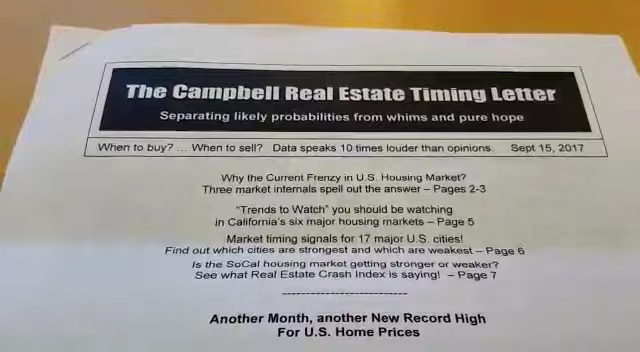 The Campbell Real Estate Timing Letter
Separating likely probabilities from whims and pure hope
When to buy? ... When to sell? Data speaks 10 times louder than opinions. Sept 15, 2017
Why the Current Frenzy in U.S. Housing Market?
Three market internals spell out the answer – Pages 2-3
"Trends to Watch" you should be watching
in California's six major housing markets – Page 5
Market timing signals for 17 major U.S. cities!
Find out which cities are strongest and which are weakest – Page 6
Is the SoCal housing market getting stronger or weaker?
See what Real Estate Crash Index is saying! – Page 7
--------------------------
Another Month, another New Record High
For U.S. Home Prices